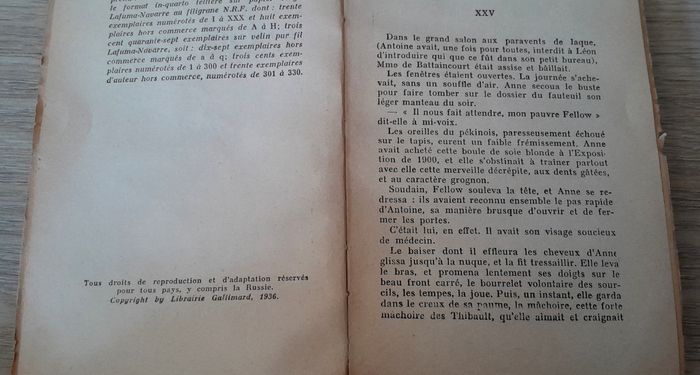 le format in-quarto tellière sur papier
Lafuma-Navarre au filigrane N.R.F. dont : trente
exemplaires numérotés de I à XXX et huit exem-
plaires hors commerce marqués de A à H; trois
cent quarante-sept exemplaires sur vélin pur fil
Lafuma-Navarre, soit : dix-sept exemplaires hors
commerce marqués de a à q; trois cents exem-
plaires numérotés de 1 à 300 et trente exemplaires
d'auteur hors commerce, numérotés de 301 à 330.
Tous droits de reproduction et d'adaptation réservés
pour tous pays, y compris la Russie.
Copyright by Librairie Gallimard, 1936.
XXV
Dans le grand salon aux paravents de laque,
(Antoine avait, une fois pour toutes, interdit à Léon
d'introduire qui que ce fût dans son petit bureau),
Mme de Battaincourt était assise et bâillait.
Les fenêtres étaient ouvertes. La journée s'ache-
vait, sans un souffle d'air. Anne secoua le buste
pour faire tomber sur le dossier du fauteuil son
léger manteau du soir.
— « Il nous fait attendre, mon pauvre Fellow »
dit-elle à mi-voix.
Les oreilles du pékinois, paresseusement échoué
sur le tapis, eurent un faible frémissement. Anne
avait acheté cette boule de soie blonde à l'Exposi-
tion de 1900, et elle s'obstinait à traîner partout
avec elle cette merveille décrépite, aux dents gâtées,
et au caractère grognon.
Soudain, Fellow souleva la tête, et Anne se re-
dressa : ils avaient reconnu ensemble le pas rapide
d'Antoine, sa manière brusque d'ouvrir et de fer-
mer les portes.
C'était lui, en effet. Il avait son visage soucieux
de médecin.
Le baiser dont il effleura les cheveux d'Anne
glissa jusqu'à la nuque, et la fit tressaillir. Elle leva
le bras, et promena lentement ses doigts sur le
beau front carré, le bourrelet volontaire des sour-
cils, les tempes, la joue. Puis, un instant, elle garda
dans le creux de sa paume, la mâchoire, cette forte
mâchoire des Thibault, qu'elle aimait et craignait